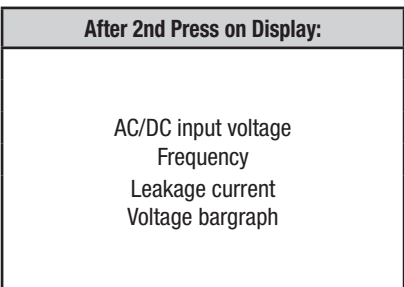 After 2nd Press on Display:
AC/DC input voltage
Frequency
Leakage current
Voltage bargraph